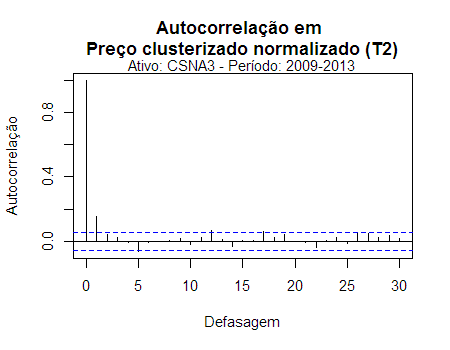 Autocorrelação em
Preço clusterizado normalizado (T2)
Ativo: CSNA3 - Período: 2009-2013
Autocorrelação
0.8
0.4
0.0
0 5 10 15 20 25 30
Defasagem